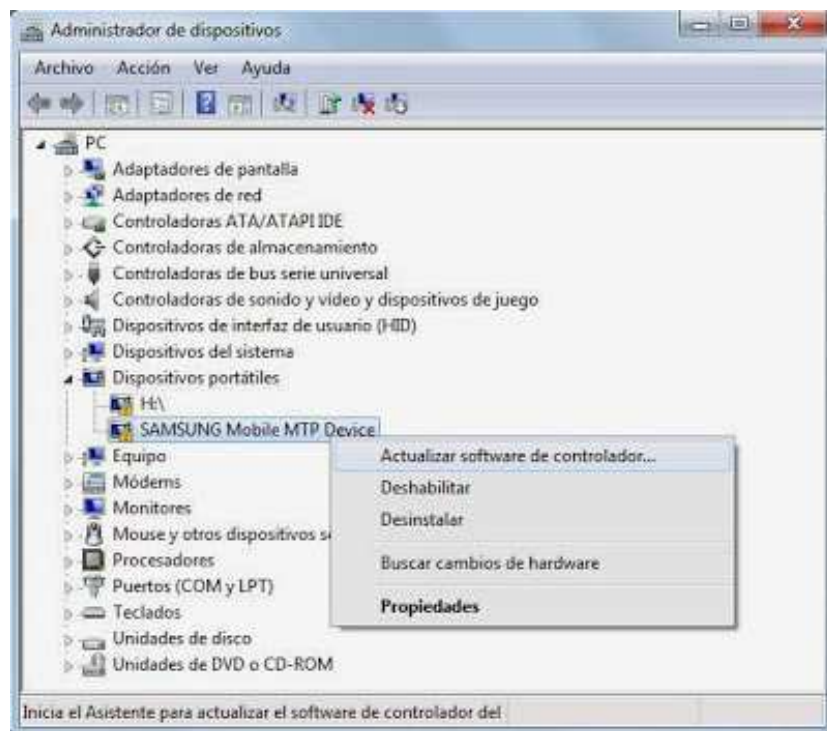 Administrador de dispositivos
Archivo Acción Ver Ayuda
PC
Adaptadores de pantalla
Adaptadores de red
Controladoras ATA/ATAPI IDE
Controladoras de almacenamiento
Controladoras de bus serie universal
Controladoras de sonido y vídeo y dispositivos de juego
Dispositivos de interfaz de usuario (HID)
Dispositivos del sistema
Dispositivos portátiles
H:\
SAMSUNG Mobile MTP Device
Equipo
Módems
Monitores
Mouse y otros dispositivos s
Procesadores
Puertos (COM y LPT)
Teclados
Unidades de disco
Unidades de DVD o CD-ROM
Actualizar software de controlador...
Deshabilitar
Desinstalar
Buscar cambios de hardware
Propiedades
Inicia el Asistente para actualizar el software de controlador del